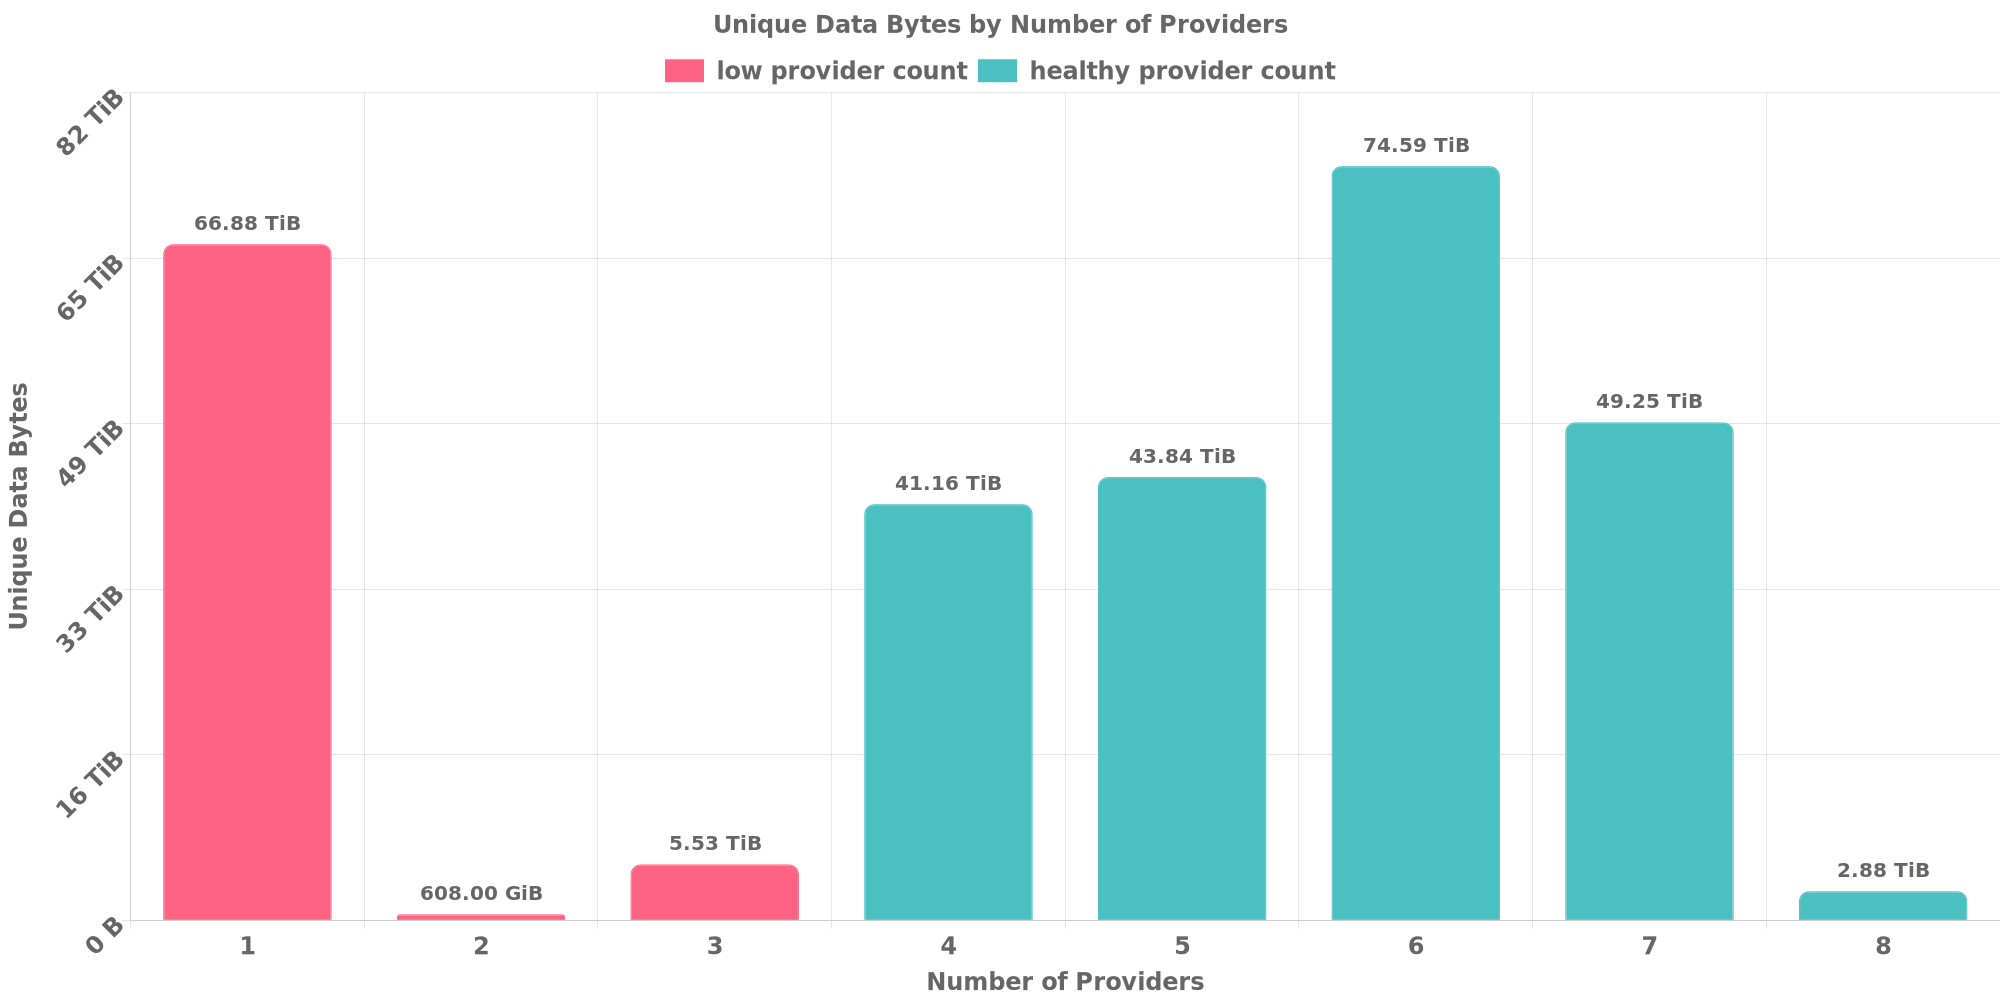 Unique Data Bytes by Number of Providers
low provider count healthy provider count
82 TiB
65 TiB
49 TiB
33 TiB
16 TiB
0 B
Unique Data Bytes
66.88 TiB
608.00 GiB
5.53 TiB
41.16 TiB
43.84 TiB
74.59 TiB
49.25 TiB
2.88 TiB
1 2 3 4 5 6 7 8
Number of Providers